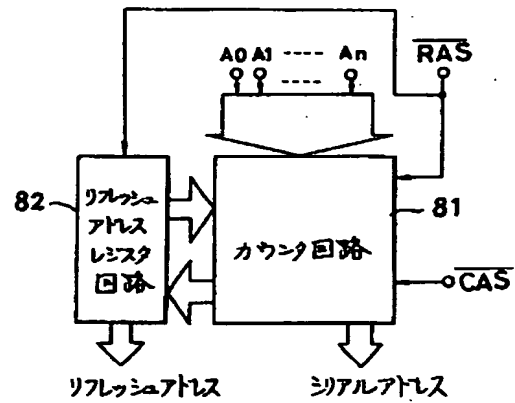 A0 A1 ---- An
----
R̅A̅S̅
82
リフレッシュ
アドレス
レジスタ
回路
カウンタ回路
81
C̅A̅S̅
リフレッシュアドレス
シリアルアドレス